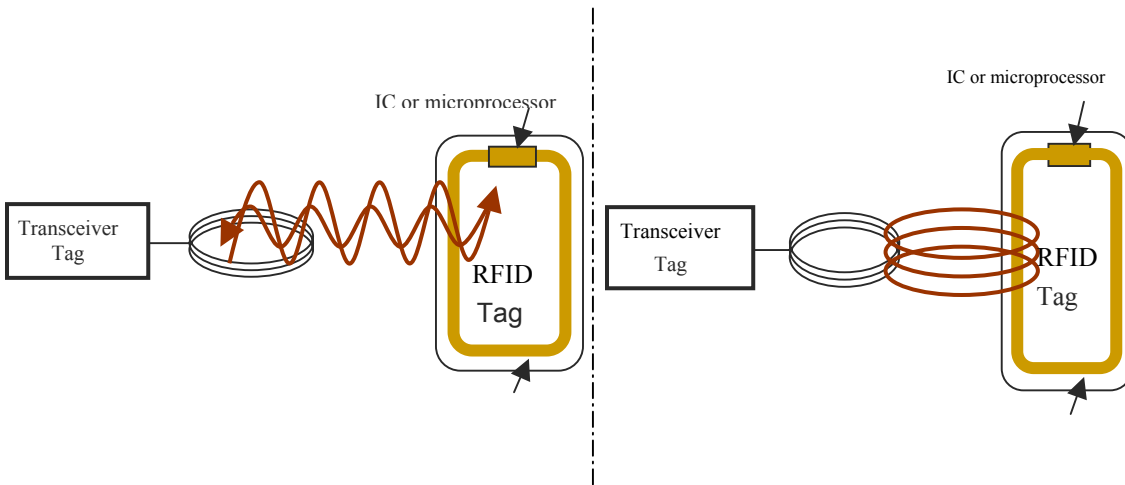 IC or microprocessor
Transceiver
Tag
RFID
Tag
IC or microprocessor
Transceiver
Tag
RFID
Tag